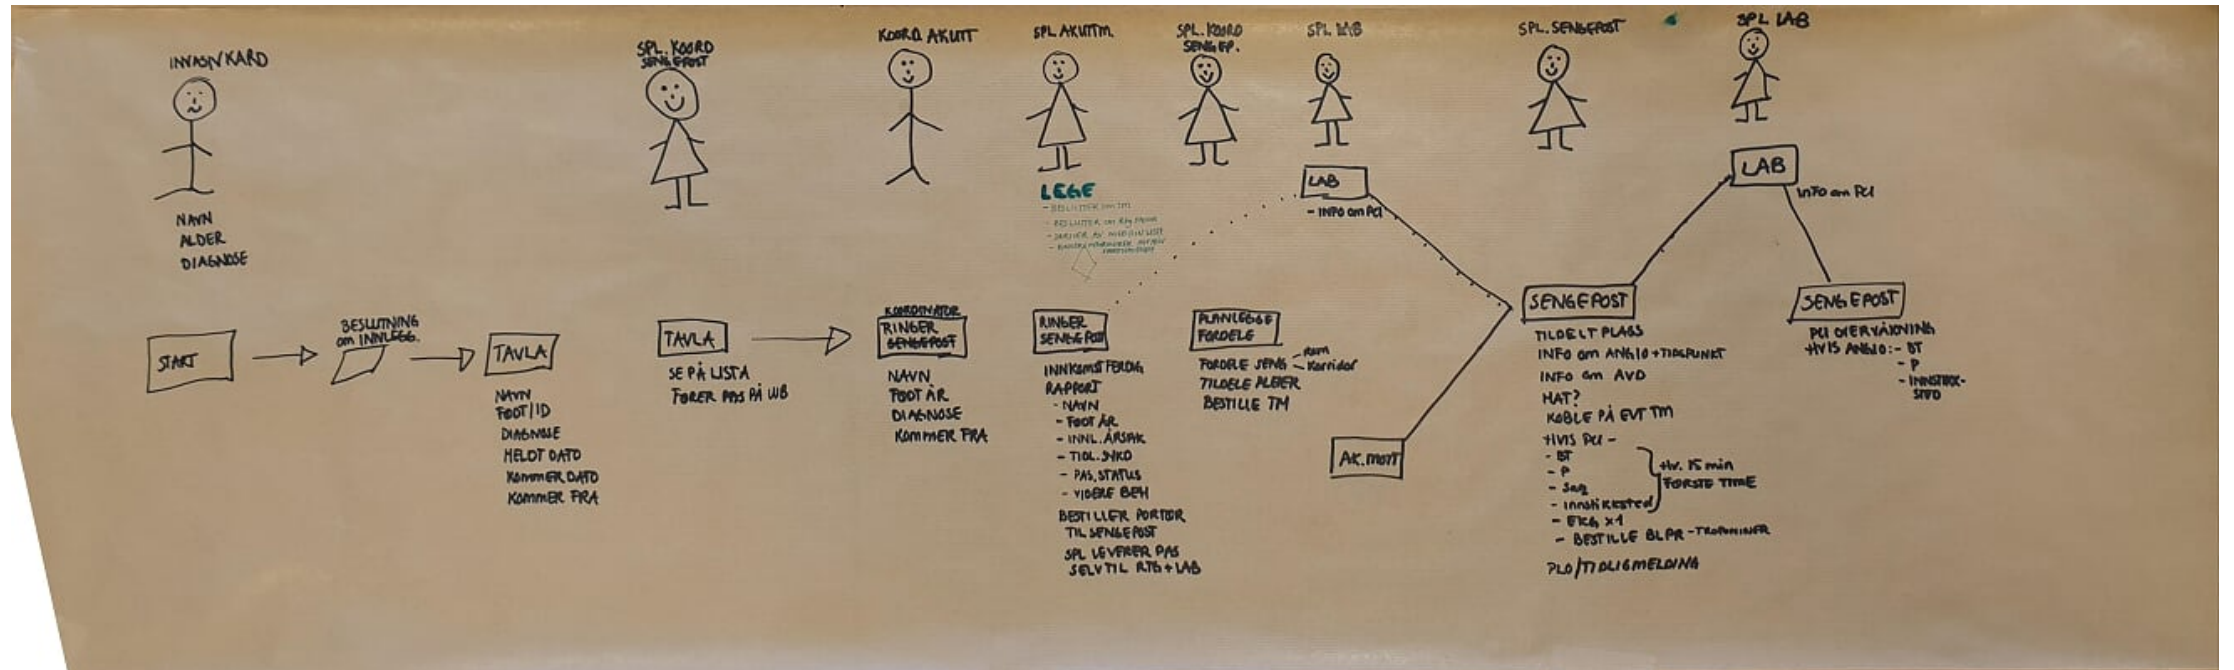 INVASIV KARD
NAVN
ALDER
DIAGNOSE
START
BESLUTNING
om INNLEGG.
TAVLA
NAVN
FØDT/ID
DIAGNOSE
MELDT DATO
KOMMER DATO
KOMMER FRA
SPL. KOORD
SENGEPOST
TAVLA
SE PÅ LISTA
FØRER PAS PÅ WB
KOORD. AKUTT
KOORDINATOR
RINGER
SENGEPOST
NAVN
FØDT ÅR
DIAGNOSE
KOMMER FRA
SPL AKUTTM.
LEGE
- BESLUTTER om TM
RINGER
SENGEPOST
INNKOMST FERDIG
RAPPORT
- NAVN
- FØDT ÅR
- INNL. ÅRSAK
- TIDL. SYKD
- PAS. STATUS
- VIDERE BEH
BESTILLER PORTØR
TIL SENGEPOST
SPL LEVERER PAS
SELV TIL RTG + LAB
SPL. KOORD
SENGEP.
PLANLEGGE
FORDELE
FORDELE SENG - Rom
- Korridor
TILDELE PLEIER
BESTILLE TM
SPL LAB
LAB
- INFO om PCI
AK. MOTT
SPL. SENGEPOST
SENGEPOST
TILDELT PLASS
INFO om ANGIO + TIDSPUNKT
INFO om AVD
MAT?
KOBLE PÅ EVT TM
HVIS PCI -
- BT
- P
- Sao2
- Innstikksted
Hv. 15 min
FØRSTE TIME
- EKG x1
- BESTILLE BLPR - TROPONINER
PLO/TIDLIGMELDING
SPL LAB
LAB
INFO om PCI
SENGEPOST
PCI OVERVÅKNING
HVIS ANGIO: - BT
- P
- INNSTIKK-
STED